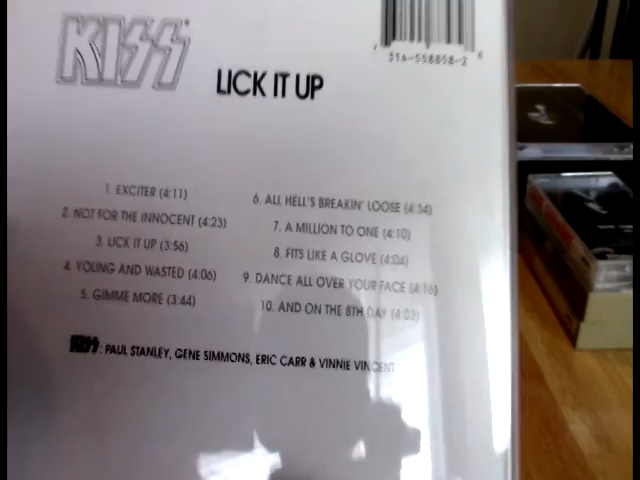 KISS
LICK IT UP
1. EXCITER (4:11)
2. NOT FOR THE INNOCENT (4:23)
3. LICK IT UP (3:56)
4. YOUNG AND WASTED (4:06)
5. GIMME MORE (3:44)
6. ALL HELL'S BREAKIN' LOOSE (4:34)
7. A MILLION TO ONE (4:10)
8. FITS LIKE A GLOVE (4:04)
9. DANCE ALL OVER YOUR FACE (4:16)
10. AND ON THE 8TH DAY (4:03)
KISS: PAUL STANLEY, GENE SIMMONS, ERIC CARR & VINNIE VINCENT